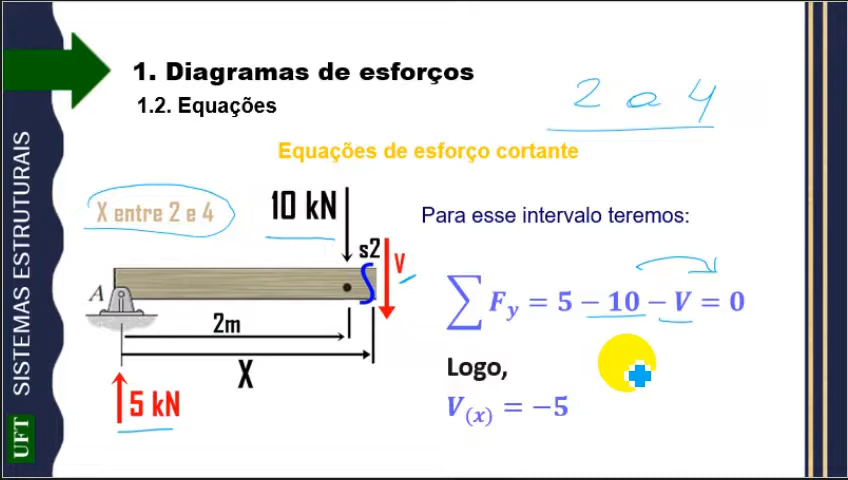 1. Diagramas de esforços
1.2. Equações
2 a 4
Equações de esforço cortante
X entre 2 e 4
10 kN
Para esse intervalo teremos:
s2
V
A
∑ Fy = 5 − 10 − V = 0
2m
X
Logo,
5 kN
V(x) = −5
SISTEMAS ESTRUTURAIS
UFT